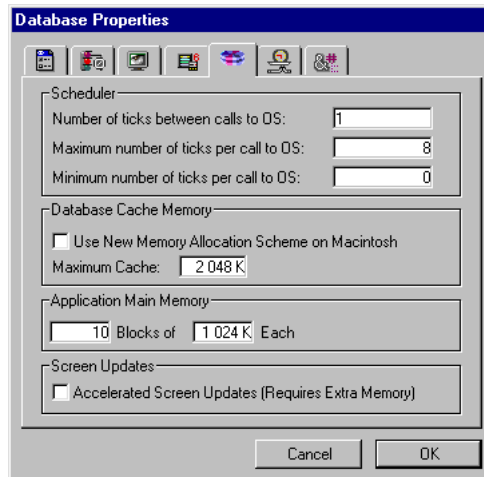 Database Properties
Scheduler
Number of ticks between calls to OS: 1
Maximum number of ticks per call to OS: 8
Minimum number of ticks per call to OS: 0
Database Cache Memory
Use New Memory Allocation Scheme on Macintosh
Maximum Cache: 2 048 K
Application Main Memory
10 Blocks of 1 024 K Each
Screen Updates
Accelerated Screen Updates (Requires Extra Memory)
Cancel OK